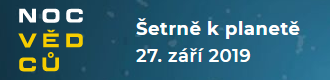 NOC
VĚD
CŮ
Šetrně k planetě
27. září 2019